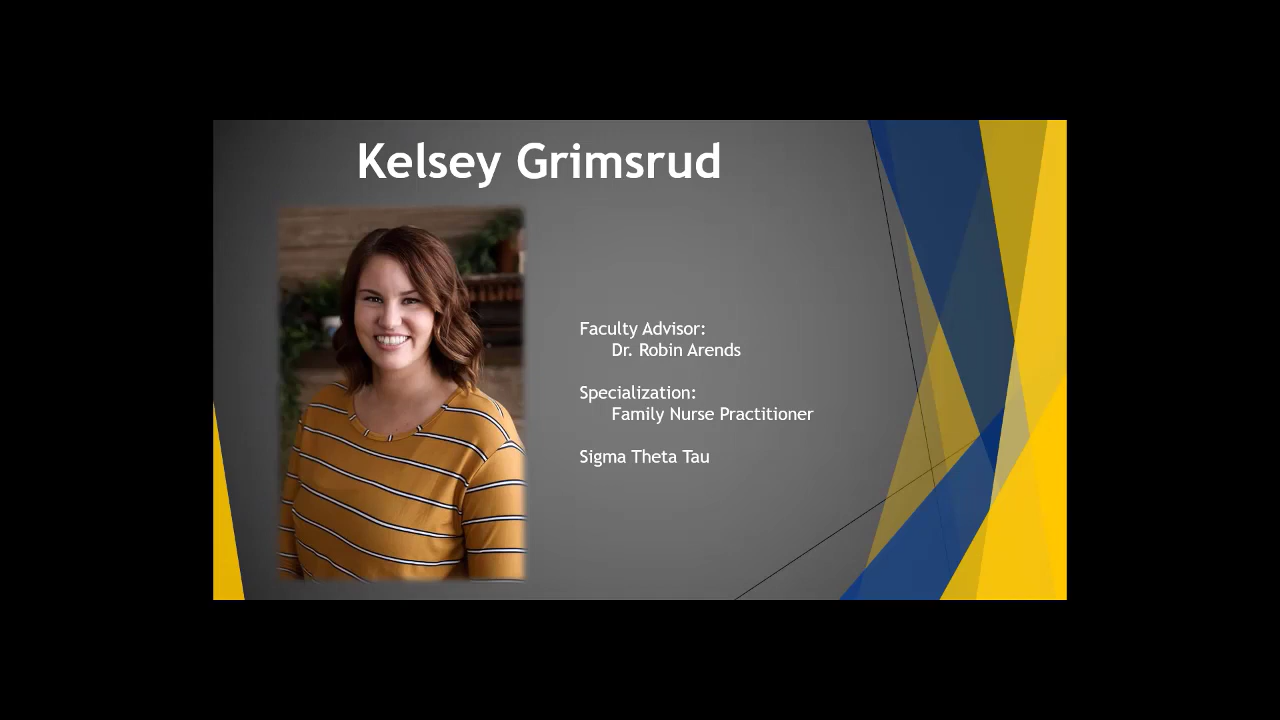 Kelsey Grimsrud
Faculty Advisor:
Dr. Robin Arends
Specialization:
Family Nurse Practitioner
Sigma Theta Tau